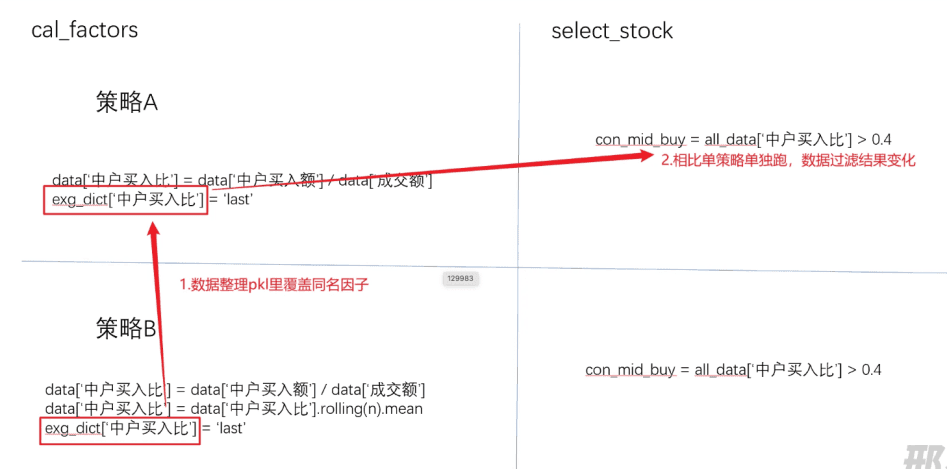 cal_factors
select_stock
策略A
con_mid_buy = all_data['中户买入比'] > 0.4
2.相比单策略单独跑，数据过滤结果变化
data['中户买入比'] = data['中户买入额'] / data['成交额']
exg_dict['中户买入比'] = ‘last’
1.数据整理pkl里覆盖同名因子
129983
策略B
con_mid_buy = all_data['中户买入比'] > 0.4
data['中户买入比'] = data['中户买入额'] / data['成交额']
data['中户买入比'] = data['中户买入比'].rolling(n).mean
exg_dict['中户买入比'] = ‘last’